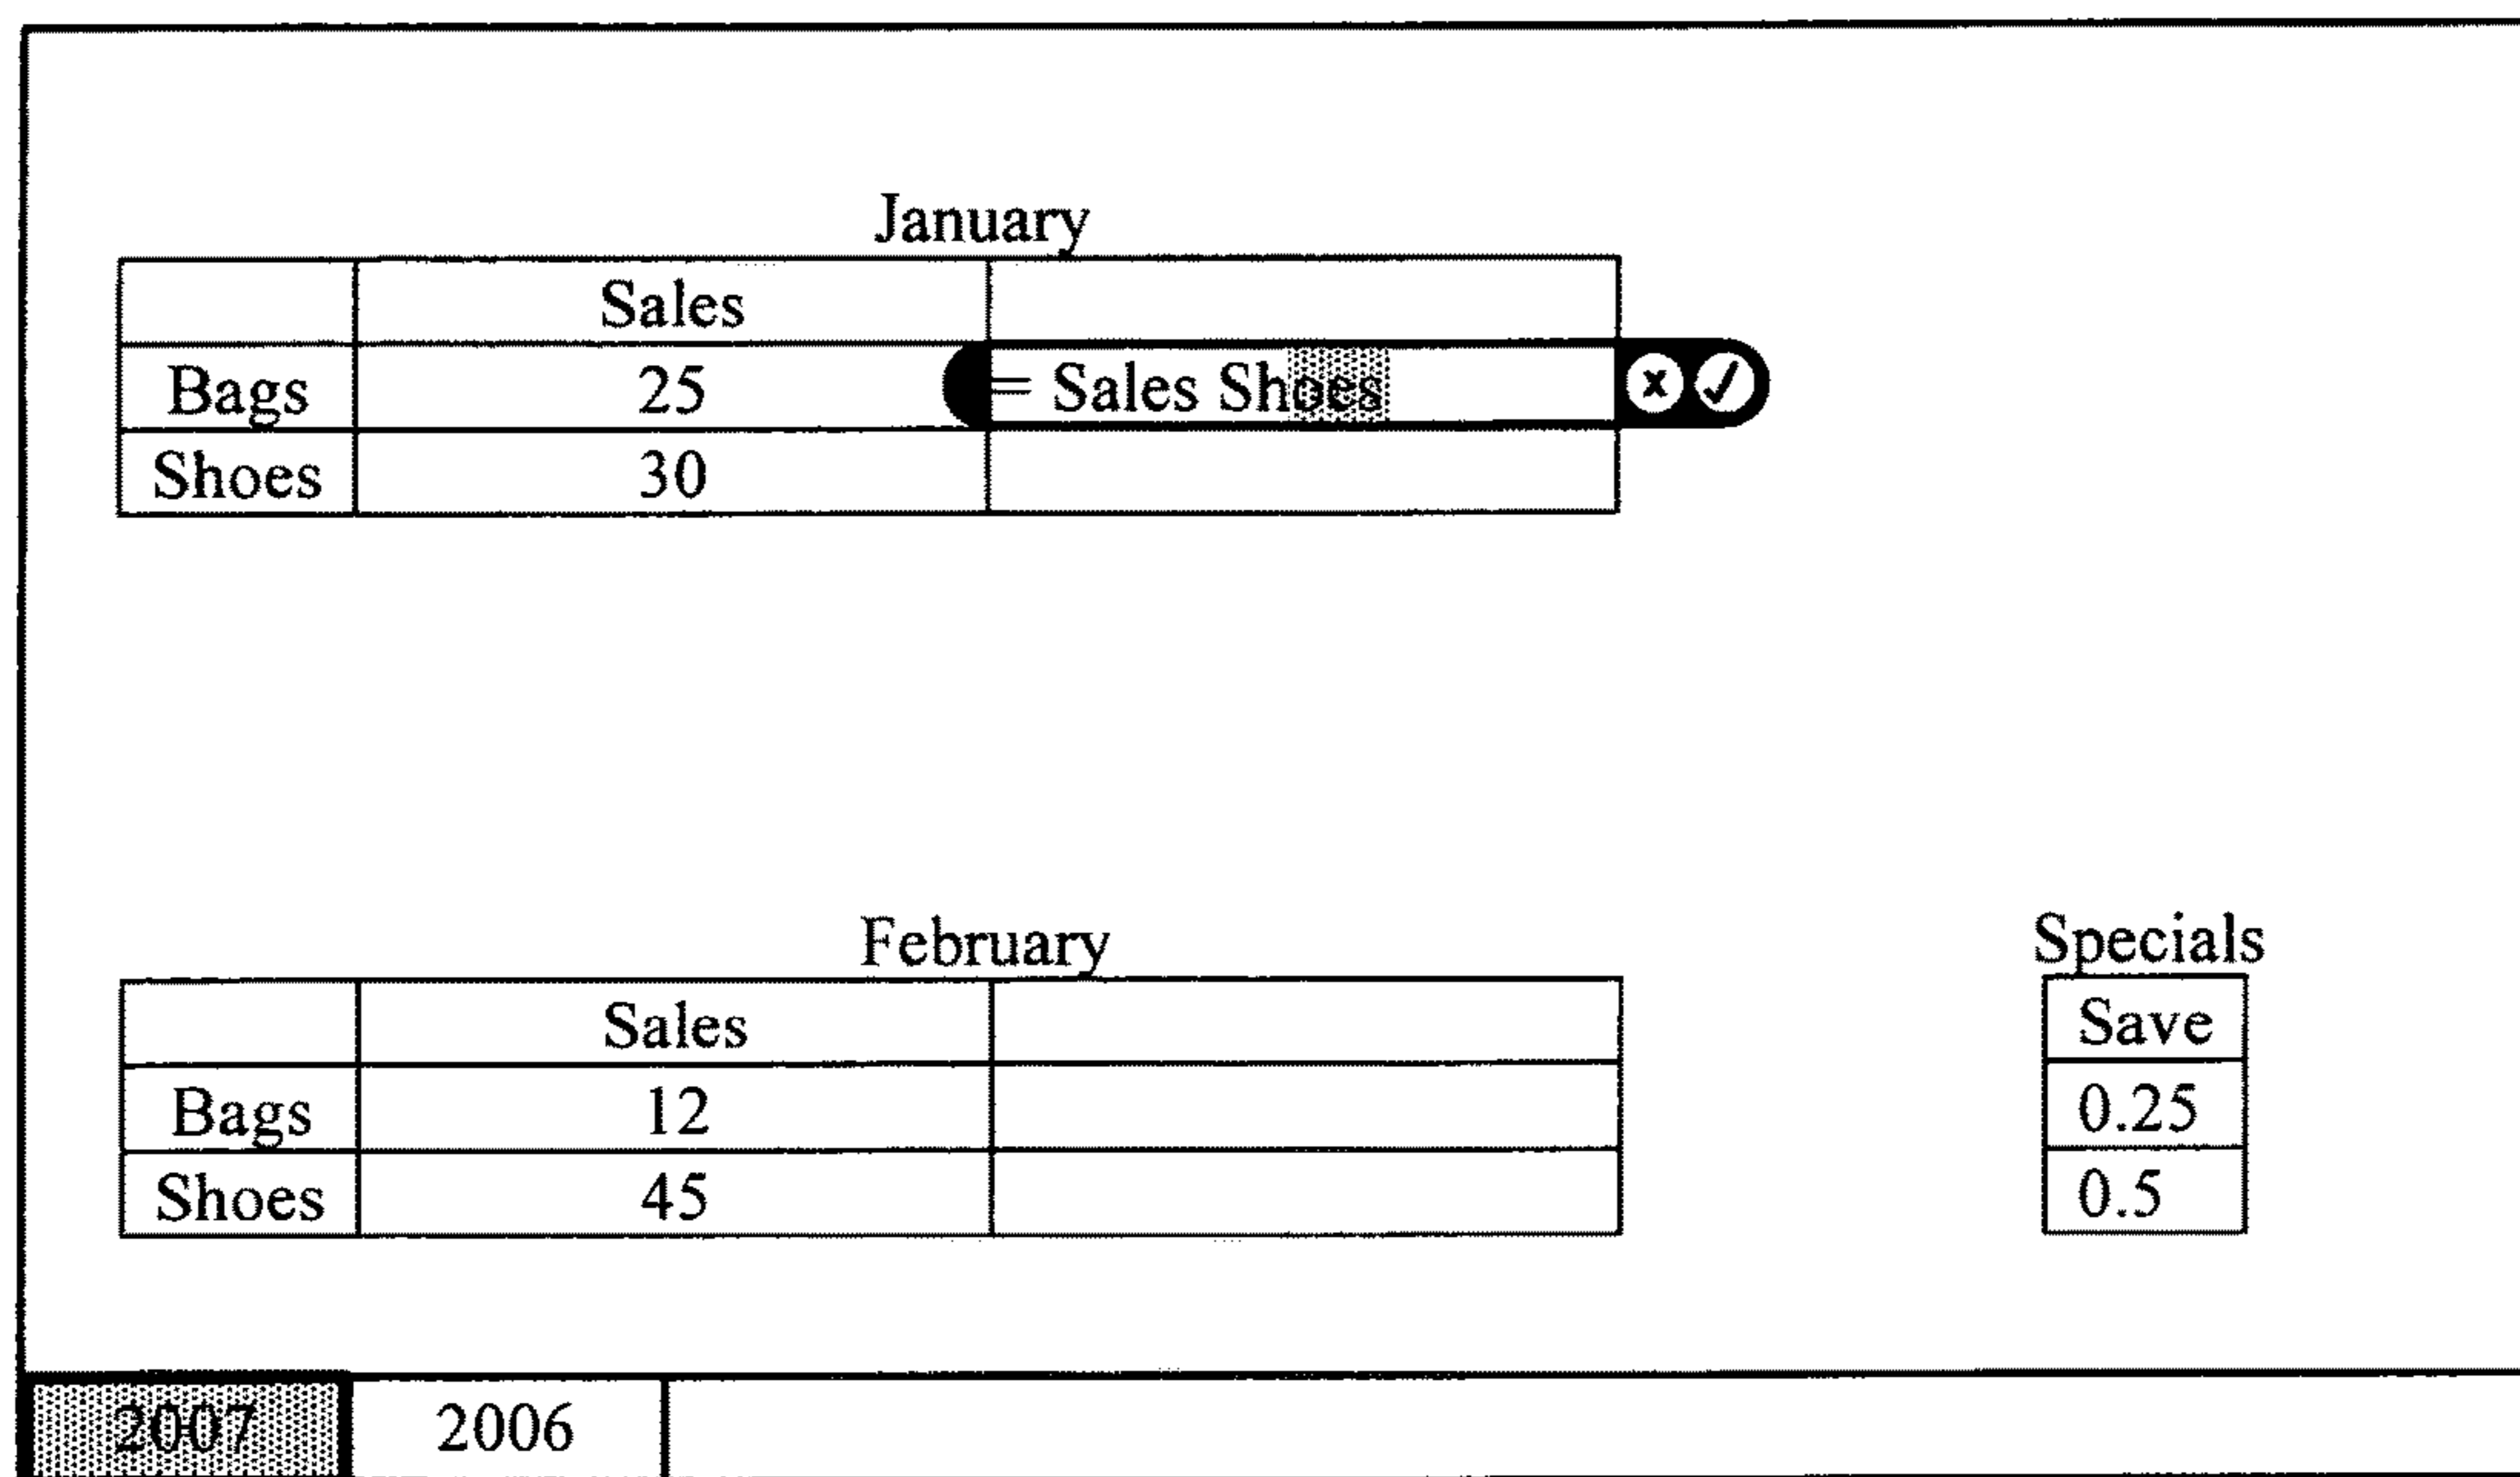 January
Sales
Bags 25 = Sales Shoes x ✓
Shoes 30
February
Specials
Sales
Save
Bags 12
0.25
Shoes 45
0.5
2007 2006